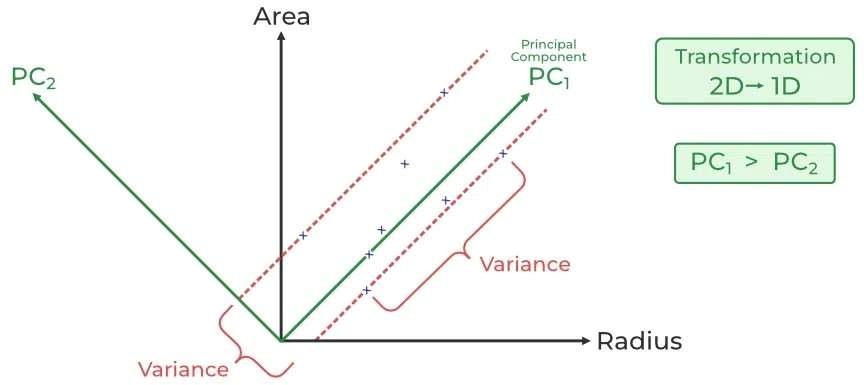 Area
Principal
Component
PC₁
PC₂
Transformation
2D→ 1D
PC₁ > PC₂
Variance
Radius
Variance